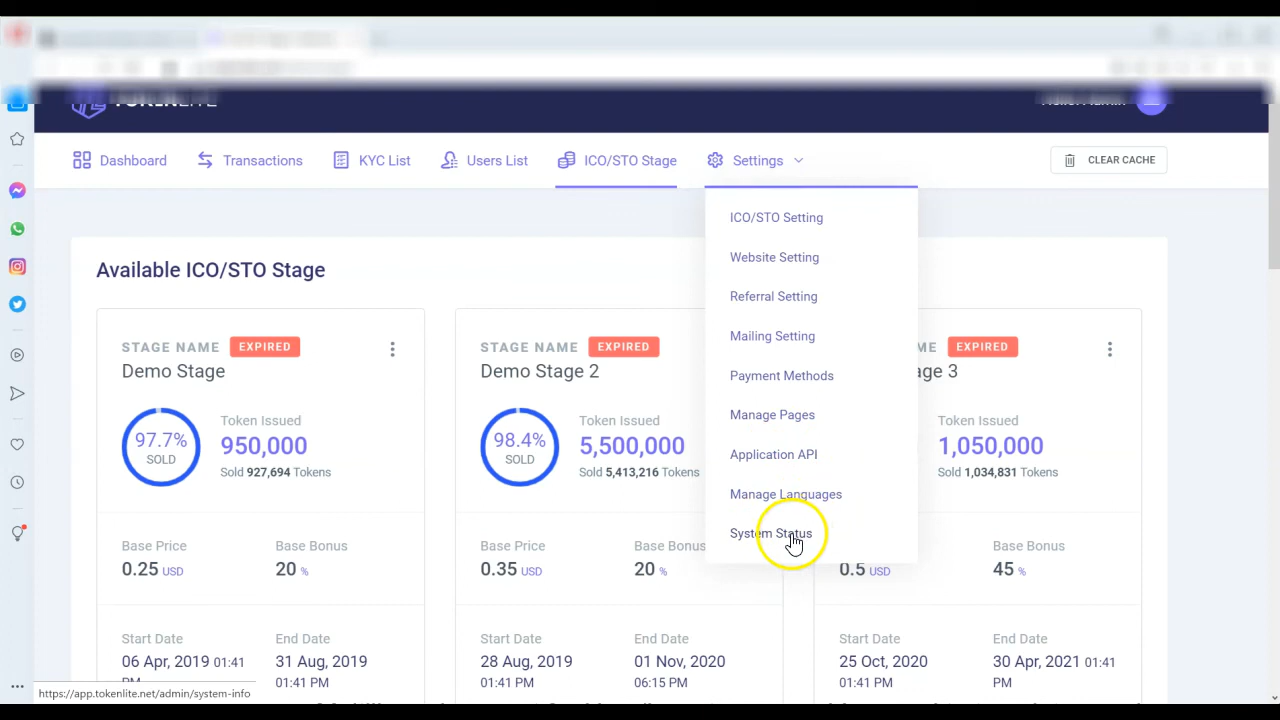 TOKENLITE
Hello! Admin
Dashboard
Transactions
KYC List
Users List
ICO/STO Stage
Settings
CLEAR CACHE
ICO/STO Setting
Website Setting
Referral Setting
Mailing Setting
Payment Methods
Manage Pages
Application API
Manage Languages
System Status
Available ICO/STO Stage
STAGE NAME EXPIRED
Demo Stage
97.7%
SOLD
Token Issued
950,000
Sold 927,694 Tokens
Base Price
0.25 USD
Base Bonus
20 %
Start Date
06 Apr, 2019 01:41
PM
End Date
31 Aug, 2019
01:41 PM
STAGE NAME EXPIRED
Demo Stage 2
98.4%
SOLD
Token Issued
5,500,000
Sold 5,413,216 Tokens
Base Price
0.35 USD
Base Bonus
20 %
Start Date
28 Aug, 2019
01:41 PM
End Date
01 Nov, 2020
06:15 PM
ME EXPIRED
age 3
Token Issued
1,050,000
Sold 1,034,831 Tokens
0.5 USD
Base Bonus
45 %
Start Date
25 Oct, 2020
01:41 PM
End Date
30 Apr, 2021 01:41
PM
https://app.tokenlite.net/admin/system-info